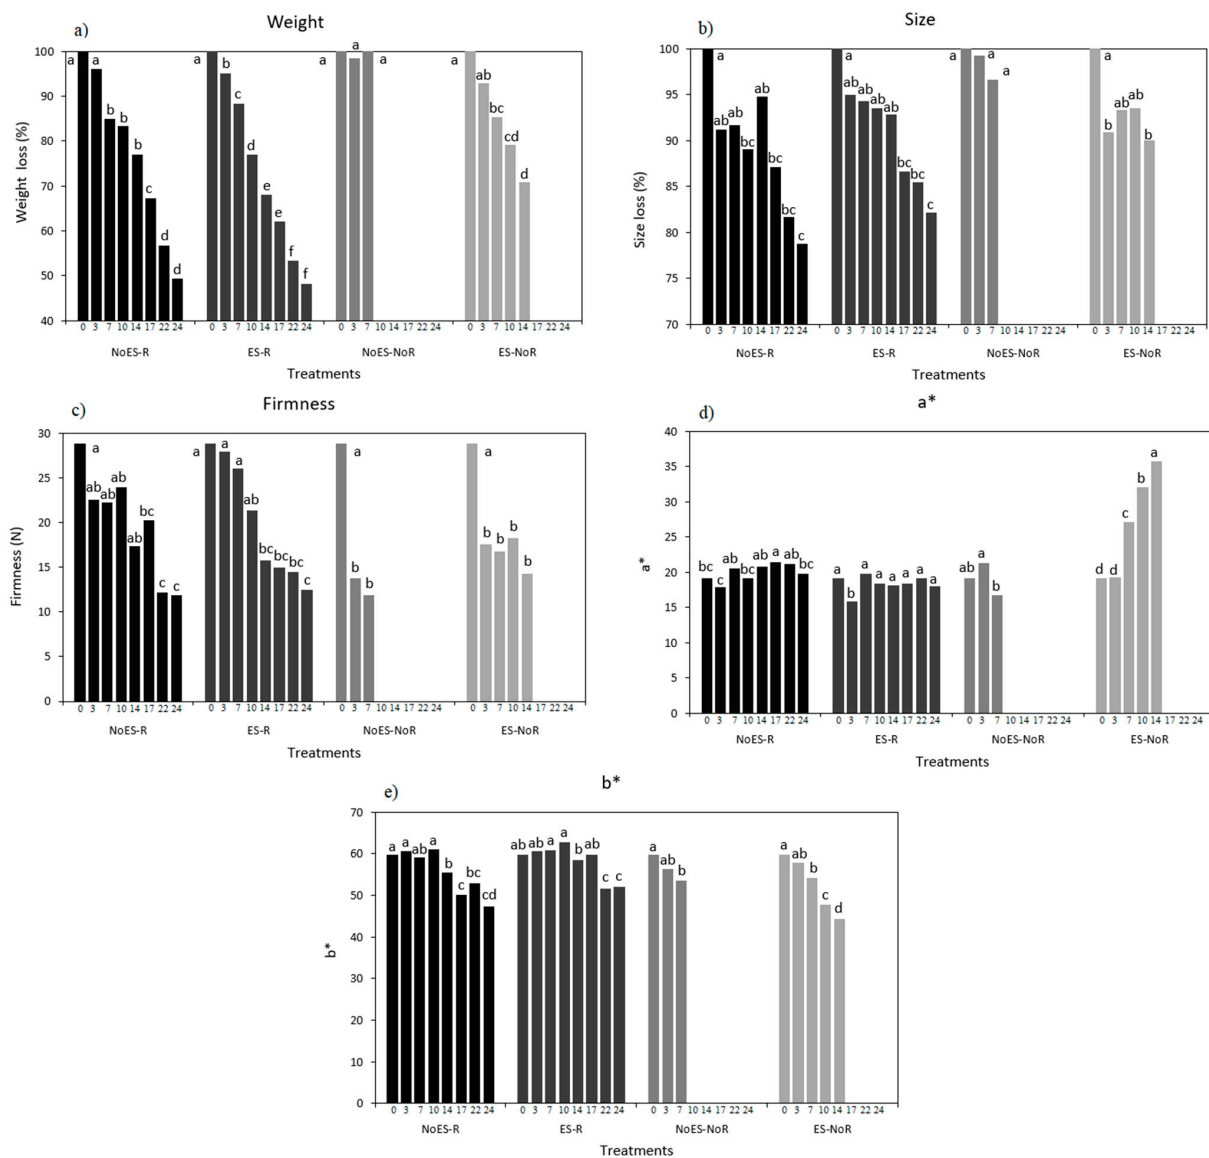 a)
Weight
a a b b a c d d
a b c d e e f f
a a a
a ab bc cd d
Weight loss (%)
100
90
80
70
60
50
40
0 3 7 10 14 17 22 24 0 3 7 10 14 17 22 24 0 3 7 10 14 17 22 24 0 3 7 10 14 17 22 24
NoES-R ES-R NoES-NoR ES-NoR
Treatments
b)
Size
a ab ab bc ab bc bc c
a ab ab ab ab bc bc c
a a a
a b ab ab b
Size loss (%)
100
95
90
85
80
75
70
0 3 7 10 14 17 22 24 0 3 7 10 14 17 22 24 0 3 7 10 14 17 22 24 0 3 7 10 14 17 22 24
NoES-R ES-R NoES-NoR ES-NoR
Treatments
c)
Firmness
a ab ab ab ab bc c c
a a a ab bc bc bc c
a b b
a b b b b
Firmness (N)
30
25
20
15
10
5
0
0 3 7 10 14 17 22 24 0 3 7 10 14 17 22 24 0 3 7 10 14 17 22 24 0 3 7 10 14 17 22 24
NoES-R ES-R NoES-NoR ES-NoR
Treatments
d)
a*
bc c ab bc ab a ab bc
a b a a a a a a
ab a b
d d c b a
a*
40
35
30
25
20
15
10
5
0
0 3 7 10 14 17 22 24 0 3 7 10 14 17 22 24 0 3 7 10 14 17 22 24 0 3 7 10 14 17 22 24
NoES-R ES-R NoES-NoR ES-NoR
Treatments
e)
b*
a a ab a b c bc cd
ab ab a a b ab c c
a ab b
a ab b c d
b*
70
60
50
40
30
20
10
0
0 3 7 10 14 17 22 24 0 3 7 10 14 17 22 24 0 3 7 10 14 17 22 24 0 3 7 10 14 17 22 24
NoES-R ES-R NoES-NoR ES-NoR
Treatments